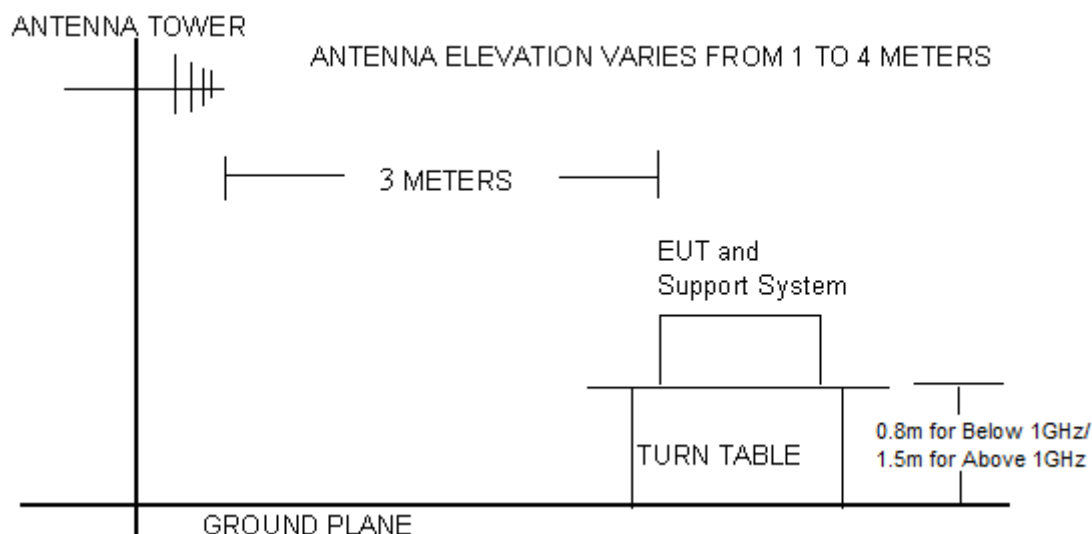 ANTENNA TOWER
ANTENNA ELEVATION VARIES FROM 1 TO 4 METERS
3 METERS
EUT and
Support System
0.8m for Below 1GHz/
1.5m for Above 1GHz
TURN TABLE
GROUND PLANE